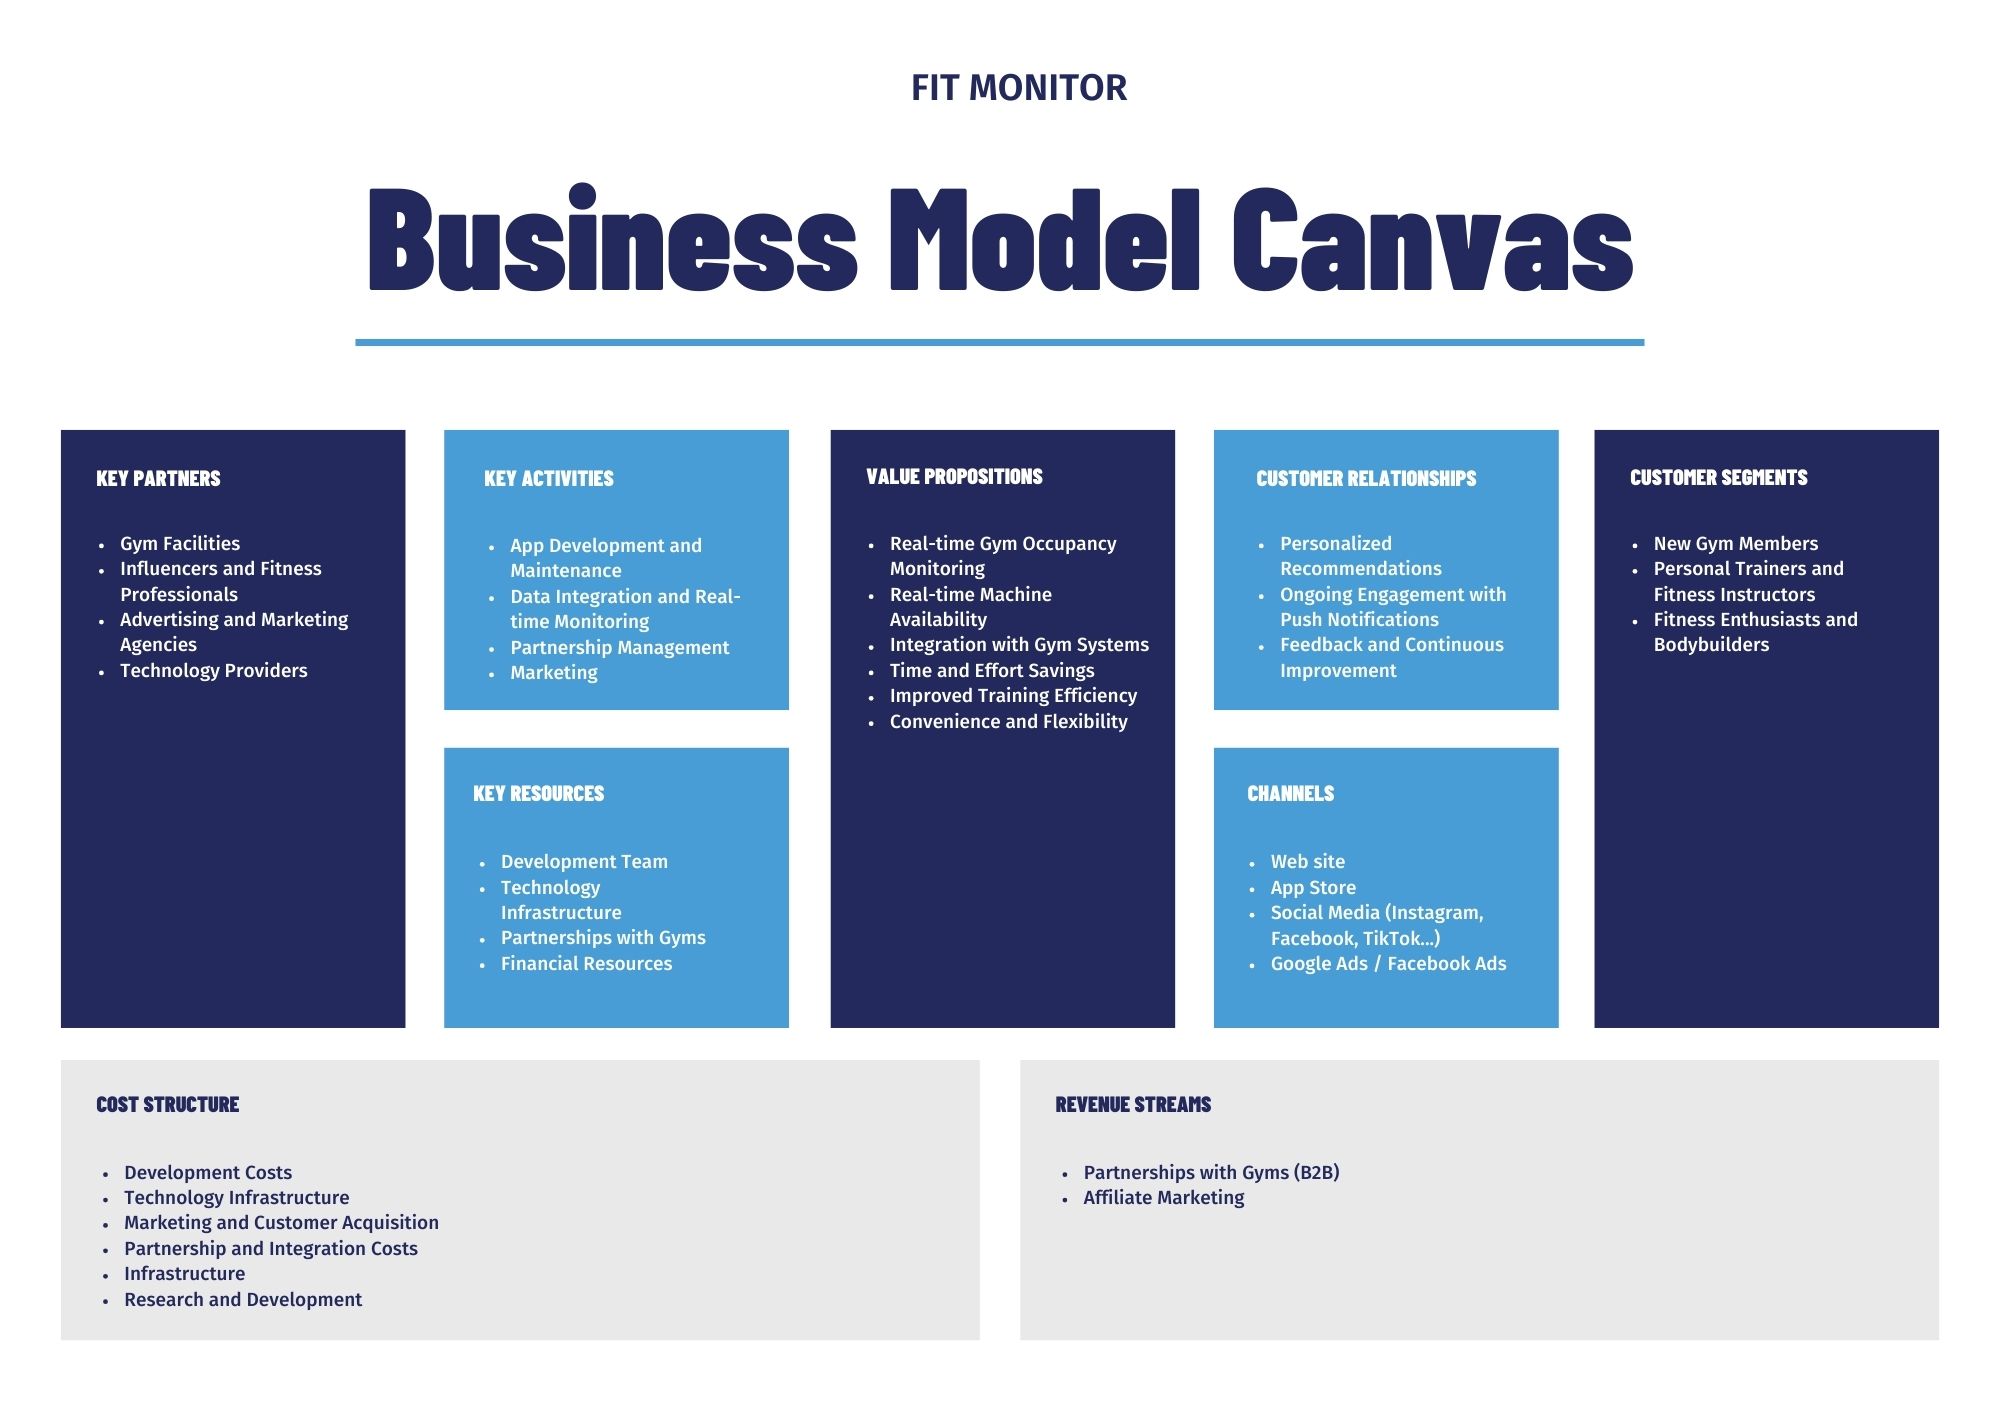 FIT MONITOR
Business Model Canvas
KEY PARTNERS
• Gym Facilities
• Influencers and Fitness
Professionals
• Advertising and Marketing
Agencies
• Technology Providers
KEY ACTIVITIES
• App Development and
Maintenance
• Data Integration and Real-
time Monitoring
• Partnership Management
• Marketing
KEY RESOURCES
• Development Team
• Technology
Infrastructure
• Partnerships with Gyms
• Financial Resources
VALUE PROPOSITIONS
• Real-time Gym Occupancy
Monitoring
• Real-time Machine
Availability
• Integration with Gym Systems
• Time and Effort Savings
• Improved Training Efficiency
• Convenience and Flexibility
CUSTOMER RELATIONSHIPS
• Personalized
Recommendations
• Ongoing Engagement with
Push Notifications
• Feedback and Continuous
Improvement
CHANNELS
• Web site
• App Store
• Social Media (Instagram,
Facebook, TikTok...)
• Google Ads / Facebook Ads
CUSTOMER SEGMENTS
• New Gym Members
• Personal Trainers and
Fitness Instructors
• Fitness Enthusiasts and
Bodybuilders
COST STRUCTURE
• Development Costs
• Technology Infrastructure
• Marketing and Customer Acquisition
• Partnership and Integration Costs
• Infrastructure
• Research and Development
REVENUE STREAMS
• Partnerships with Gyms (B2B)
• Affiliate Marketing